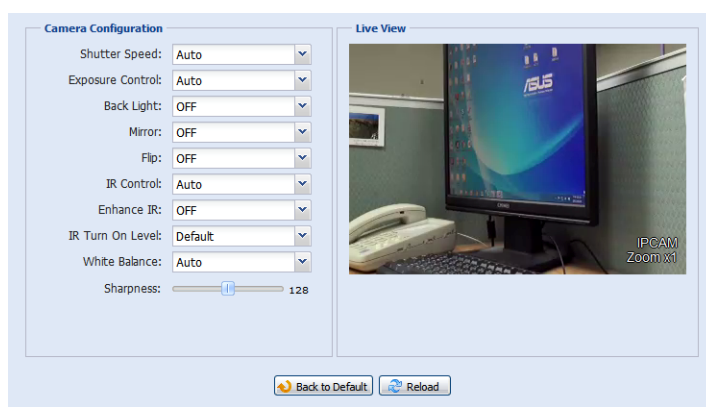 Camera Configuration
Shutter Speed: Auto
Exposure Control: Auto
Back Light: OFF
Mirror: OFF
Flip: OFF
IR Control: Auto
Enhance IR: OFF
IR Turn On Level: Default
White Balance: Auto
Sharpness: 128
Live View
ASUS
IPCAM
Zoom x1
Back to Default
Reload